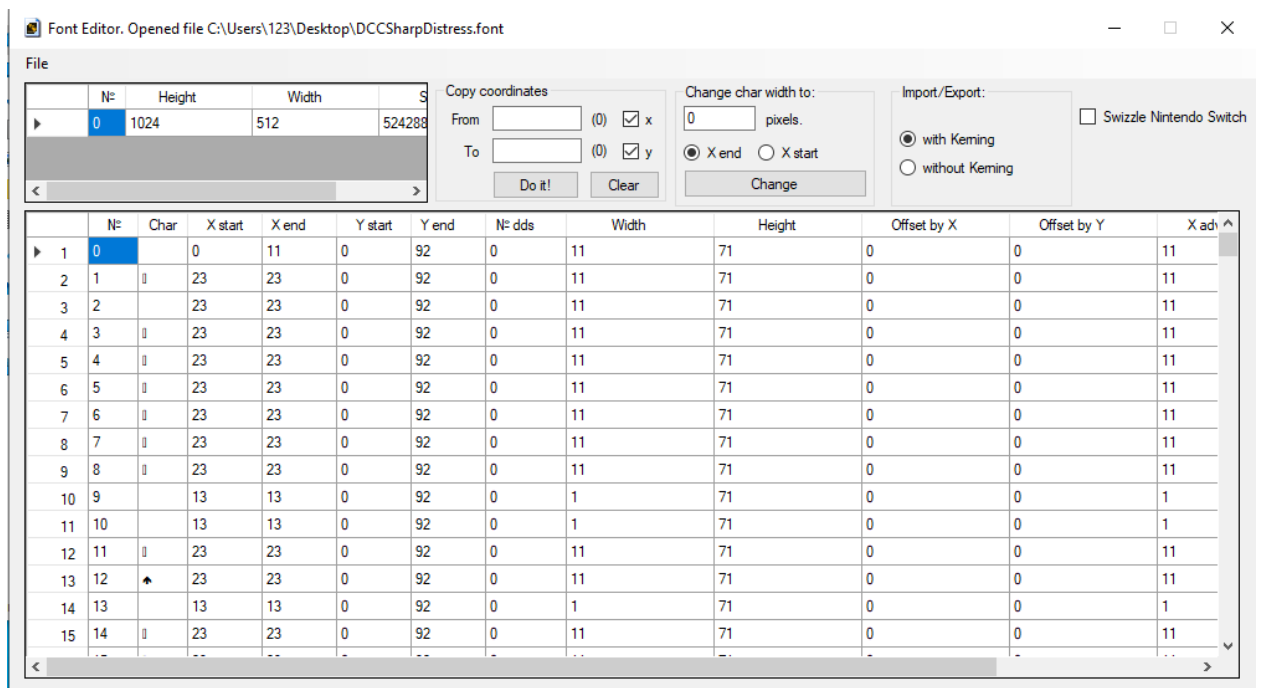 Font Editor. Opened file C:\Users\123\Desktop\DCCSharpDistress.font
File
№ Height Width S
0 1024 512 524288
Copy coordinates
From (0) x
To (0) y
Do it! Clear
Change char width to:
0 pixels.
X end X start
Change
Import/Export:
with Kerning
without Kerning
Swizzle Nintendo Switch
№ Char X start X end Y start Y end № dds Width Height Offset by X Offset by Y X adv
1 0 0 11 0 92 0 11 71 0 0 11
2 1 23 23 0 92 0 11 71 0 0 11
3 2 23 23 0 92 0 11 71 0 0 11
4 3 23 23 0 92 0 11 71 0 0 11
5 4 23 23 0 92 0 11 71 0 0 11
6 5 23 23 0 92 0 11 71 0 0 11
7 6 23 23 0 92 0 11 71 0 0 11
8 7 23 23 0 92 0 11 71 0 0 11
9 8 23 23 0 92 0 11 71 0 0 11
10 9 13 13 0 92 0 1 71 0 0 1
11 10 13 13 0 92 0 1 71 0 0 1
12 11 23 23 0 92 0 11 71 0 0 11
13 12 23 23 0 92 0 11 71 0 0 11
14 13 13 13 0 92 0 1 71 0 0 1
15 14 23 23 0 92 0 11 71 0 0 11